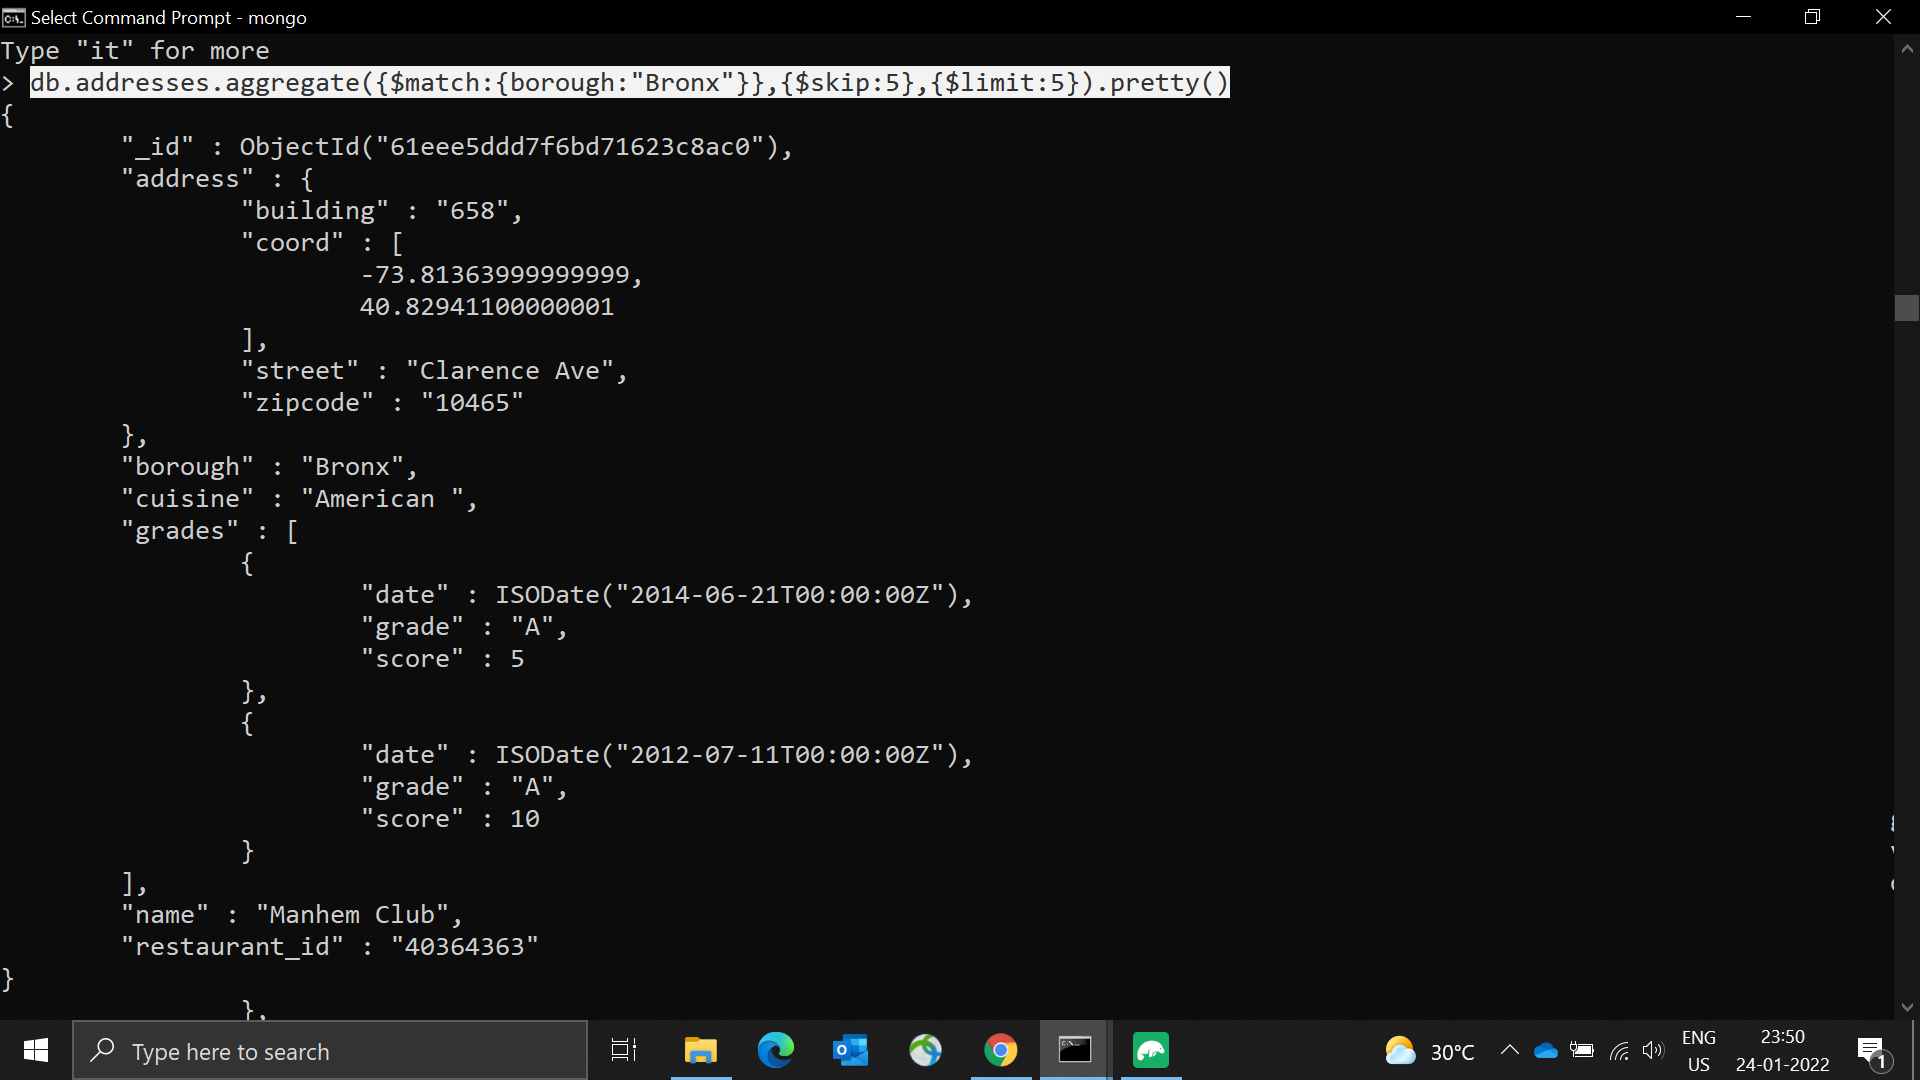 Select Command Prompt - mongo
Type "it" for more
> db.addresses.aggregate({$match:{borough:"Bronx"}},{$skip:5},{$limit:5}).pretty()
{
        "_id" : ObjectId("61eee5ddd7f6bd71623c8ac0"),
        "address" : {
                "building" : "658",
                "coord" : [
                        -73.81363999999999,
                        40.82941100000001
                ],
                "street" : "Clarence Ave",
                "zipcode" : "10465"
        },
        "borough" : "Bronx",
        "cuisine" : "American ",
        "grades" : [
                {
                        "date" : ISODate("2014-06-21T00:00:00Z"),
                        "grade" : "A",
                        "score" : 5
                },
                {
                        "date" : ISODate("2012-07-11T00:00:00Z"),
                        "grade" : "A",
                        "score" : 10
                }
        ],
        "name" : "Manhem Club",
        "restaurant_id" : "40364363"
}
                },
Type here to search
30°C
ENG
US
23:50
24-01-2022
1